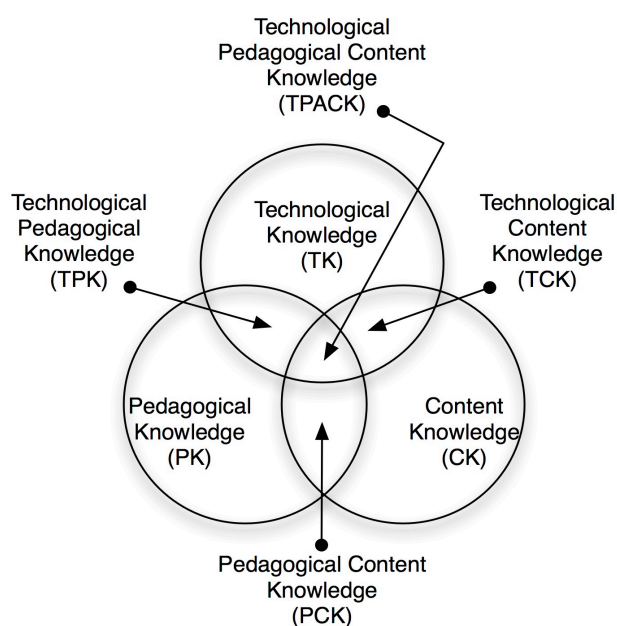 Technological
Pedagogical Content
Knowledge
(TPACK)
Technological
Pedagogical
Knowledge
(TPK)
Technological
Knowledge
(TK)
Technological
Content
Knowledge
(TCK)
Pedagogical
Knowledge
(PK)
Content
Knowledge
(CK)
Pedagogical Content
Knowledge
(PCK)